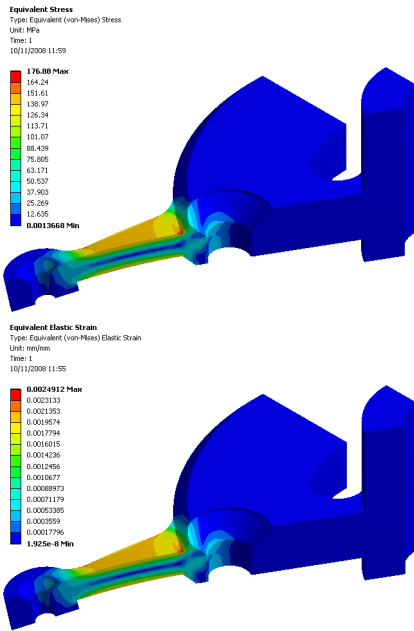 Equivalent Stress
Type: Equivalent (von-Mises) Stress
Unit: MPa
Time: 1
10/11/2008 11:59
176.88 Max
164.24
151.61
138.97
126.34
113.71
101.07
88.439
75.805
63.171
50.537
37.903
25.269
12.635
0.0013668 Min
Equivalent Elastic Strain
Type: Equivalent (von-Mises) Elastic Strain
Unit: mm/mm
Time: 1
10/11/2008 11:55
0.0024912 Max
0.0023133
0.0021353
0.0019574
0.0017794
0.0016015
0.0014236
0.0012456
0.0010677
0.00088973
0.00071179
0.00053385
0.0003559
0.00017796
1.925e-8 Min